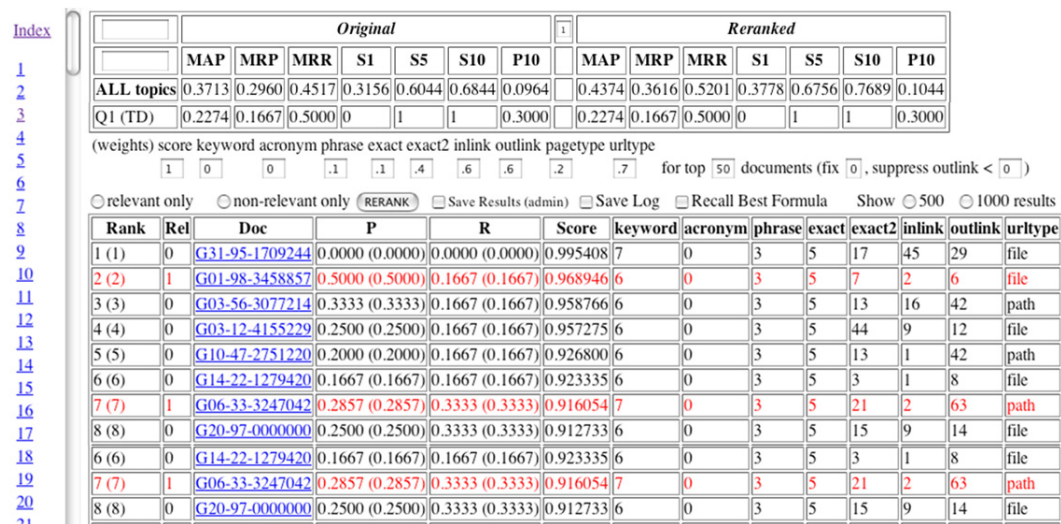 Index
1
2
3
4
5
6
7
8
9
10
11
12
13
14
15
16
17
18
19
20
Original 1 Reranked
MAP MRP MRR S1 S5 S10 P10 MAP MRP MRR S1 S5 S10 P10
ALL topics 0.3713 0.2960 0.4517 0.3156 0.6044 0.6844 0.0964 0.4374 0.3616 0.5201 0.3778 0.6756 0.7689 0.1044
Q1 (TD) 0.2274 0.1667 0.5000 0 1 1 0.3000 0.2274 0.1667 0.5000 0 1 1 0.3000
(weights) score keyword acronym phrase exact exact2 inlink outlink pagetype urltype
1 0 0 .1 .1 .4 .6 .6 .2 .7 for top 50 documents (fix 0 , suppress outlink < 0 )
relevant only non-relevant only RERANK Save Results (admin) Save Log Recall Best Formula Show 500 1000 results
Rank Rel Doc P R Score keyword acronym phrase exact exact2 inlink outlink urltype
1 (1) 0 G31-95-1709244 0.0000 (0.0000) 0.0000 (0.0000) 0.995408 7 0 3 5 17 45 29 file
2 (2) 1 G01-98-3458857 0.5000 (0.5000) 0.1667 (0.1667) 0.968946 6 0 3 5 7 2 6 file
3 (3) 0 G03-56-3077214 0.3333 (0.3333) 0.1667 (0.1667) 0.958766 6 0 3 5 13 16 42 path
4 (4) 0 G03-12-4155229 0.2500 (0.2500) 0.1667 (0.1667) 0.957275 6 0 3 5 44 9 12 file
5 (5) 0 G10-47-2751220 0.2000 (0.2000) 0.1667 (0.1667) 0.926800 6 0 3 5 13 1 42 path
6 (6) 0 G14-22-1279420 0.1667 (0.1667) 0.1667 (0.1667) 0.923335 6 0 3 5 3 1 8 file
7 (7) 1 G06-33-3247042 0.2857 (0.2857) 0.3333 (0.3333) 0.916054 7 0 3 5 21 2 63 path
8 (8) 0 G20-97-0000000 0.2500 (0.2500) 0.3333 (0.3333) 0.912733 6 0 3 5 15 9 14 file
6 (6) 0 G14-22-1279420 0.1667 (0.1667) 0.1667 (0.1667) 0.923335 6 0 3 5 3 1 8 file
7 (7) 1 G06-33-3247042 0.2857 (0.2857) 0.3333 (0.3333) 0.916054 7 0 3 5 21 2 63 path
8 (8) 0 G20-97-0000000 0.2500 (0.2500) 0.3333 (0.3333) 0.912733 6 0 3 5 15 9 14 file